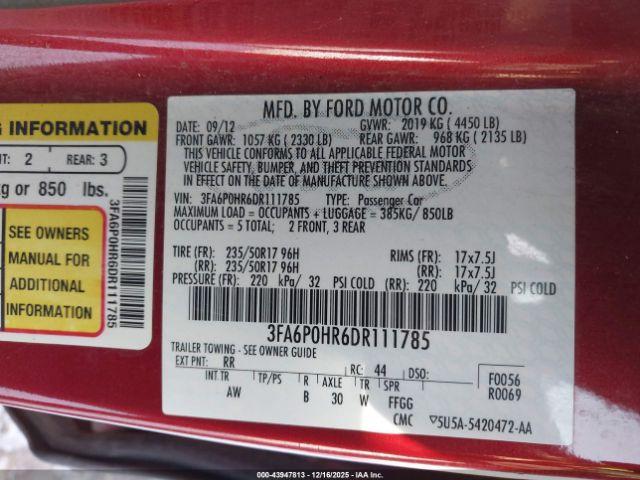 G INFORMATION
NT: 2 REAR: 3
kg or 850 lbs.
SEE OWNERS
MANUAL FOR
ADDITIONAL
INFORMATION
3FA6P0HR6DR111785
MFD. BY FORD MOTOR CO.
DATE: 09/12 GVWR: 2019 KG ( 4450 LB)
FRONT GAWR: 1057 KG ( 2330 LB) REAR GAWR: 968 KG ( 2135 LB)
THIS VEHICLE CONFORMS TO ALL APPLICABLE FEDERAL MOTOR
VEHICLE SAFETY, BUMPER, AND THEFT PREVENTION STANDARDS
IN EFFECT ON THE DATE OF MANUFACTURE SHOWN ABOVE.
VIN: 3FA6P0HR6DR111785 TYPE: Passenger Car
MAXIMUM LOAD = OCCUPANTS + LUGGAGE = 385KG/ 850LB
OCCUPANTS = 5 TOTAL; 2 FRONT, 3 REAR
TIRE (FR): 235/50R17 96H RIMS (FR): 17x7.5J
(RR): 235/50R17 96H (RR): 17x7.5J
PRESSURE (FR): 220 kPa/ 32 PSI COLD (RR): 220 kPa/ 32 PSI COLD
3FA6P0HR6DR111785
TRAILER TOWING - SEE OWNER GUIDE
EXT PNT: RR RC: 44 DSO: F0056
R0069
INT TR TP/PS R AXLE TR SPR
AW B 30 W FFGG
CMC ▽5U5A-5420472-AA
000-43947813 - 12/16/2025 - IAA Inc.